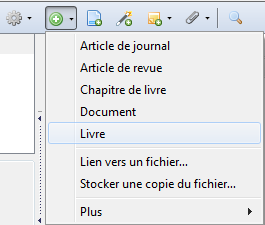 Article de journal
Article de revue
Chapitre de livre
Document
Livre
Lien vers un fichier...
Stocker une copie du fichier...
Plus